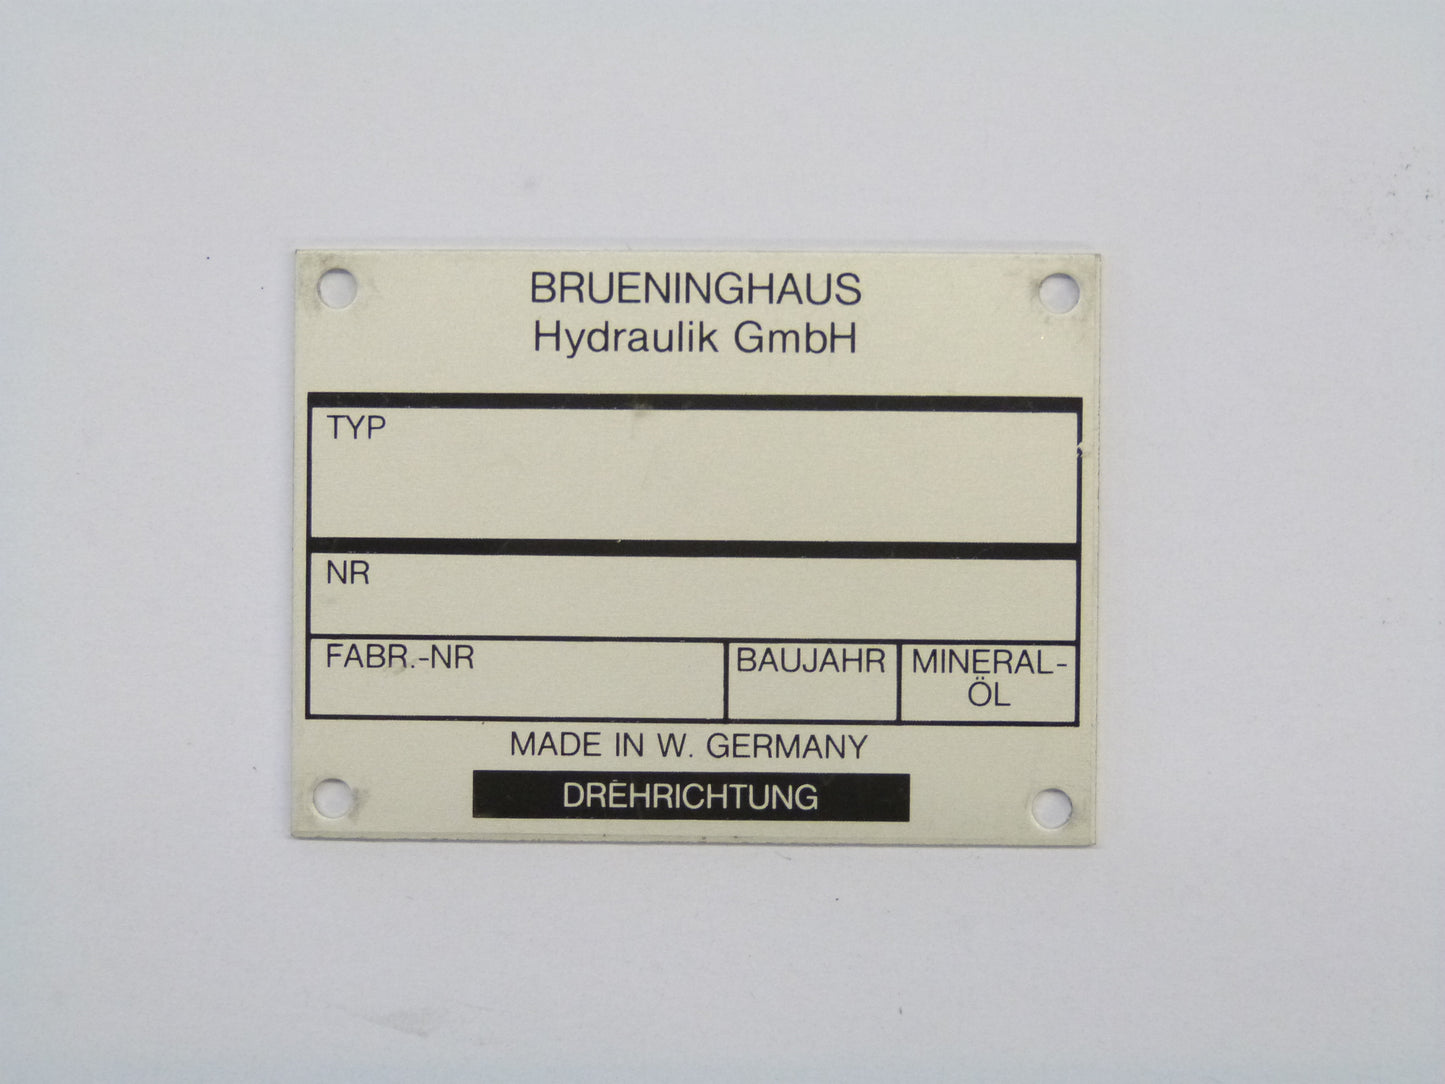 BRUENINGHAUS
Hydraulik GmbH
TYP
NR
FABR.-NR
BAUJAHR
MINERAL-
ÖL
MADE IN W. GERMANY
DREHRICHTUNG